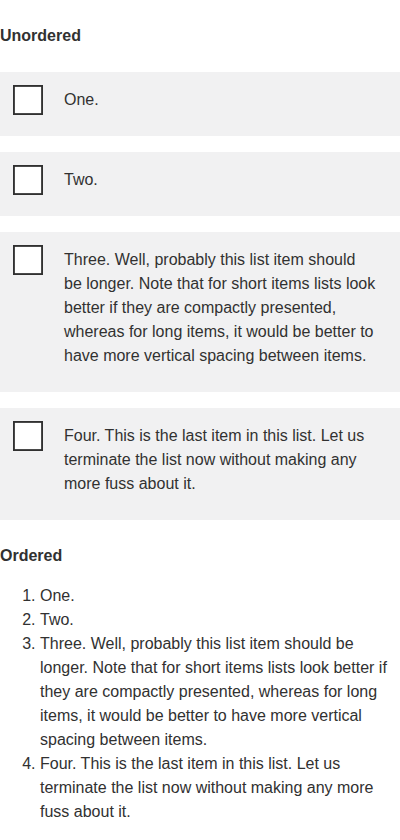 Unordered
One.
Two.
Three. Well, probably this list item should
be longer. Note that for short items lists look
better if they are compactly presented,
whereas for long items, it would be better to
have more vertical spacing between items.
Four. This is the last item in this list. Let us
terminate the list now without making any
more fuss about it.
Ordered
1. One.
2. Two.
3. Three. Well, probably this list item should be
longer. Note that for short items lists look better if
they are compactly presented, whereas for long
items, it would be better to have more vertical
spacing between items.
4. Four. This is the last item in this list. Let us
terminate the list now without making any more
fuss about it.